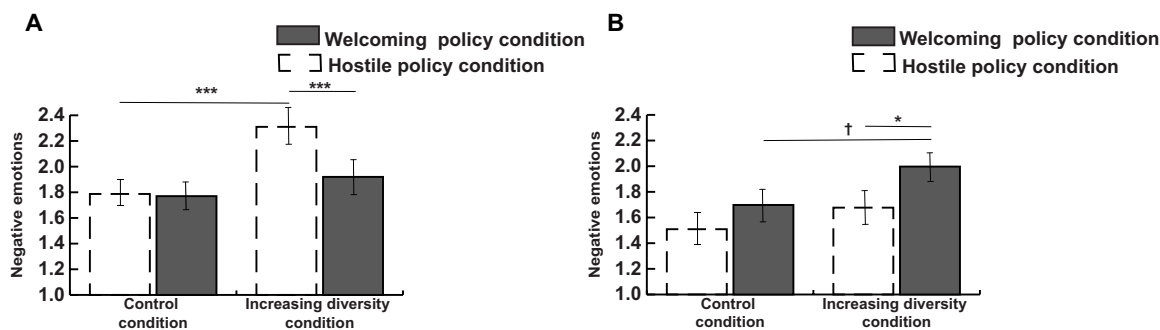 A
Welcoming policy condition
Hostile policy condition
***
***
Negative emotions
2.4
2.2
2.0
1.8
1.6
1.4
1.2
1.0
Control
condition
Increasing diversity
condition
B
Welcoming policy condition
Hostile policy condition
†
*
Negative emotions
2.4
2.2
2.0
1.8
1.6
1.4
1.2
1.0
Control
condition
Increasing diversity
condition